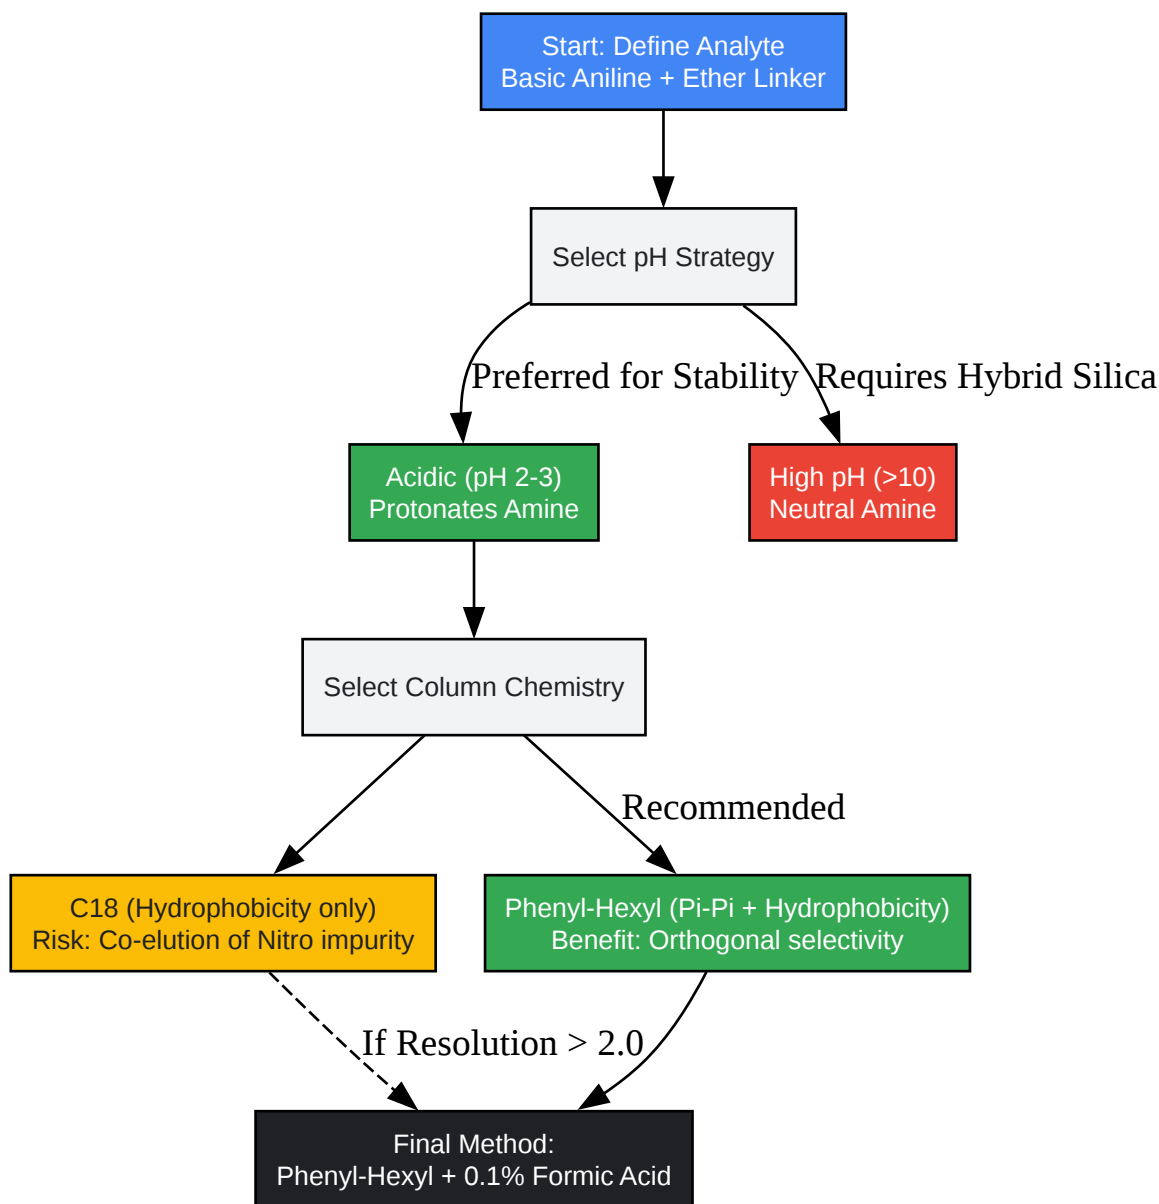 Start: Define Analyte
Basic Aniline + Ether Linker
Select pH Strategy
Preferred for Stability
Requires Hybrid Silica
Acidic (pH 2-3)
Protonates Amine
High pH (>10)
Neutral Amine
Select Column Chemistry
Recommended
C18 (Hydrophobicity only)
Risk: Co-elution of Nitro impurity
Phenyl-Hexyl (Pi-Pi + Hydrophobicity)
Benefit: Orthogonal selectivity
If Resolution > 2.0
Final Method:
Phenyl-Hexyl + 0.1% Formic Acid